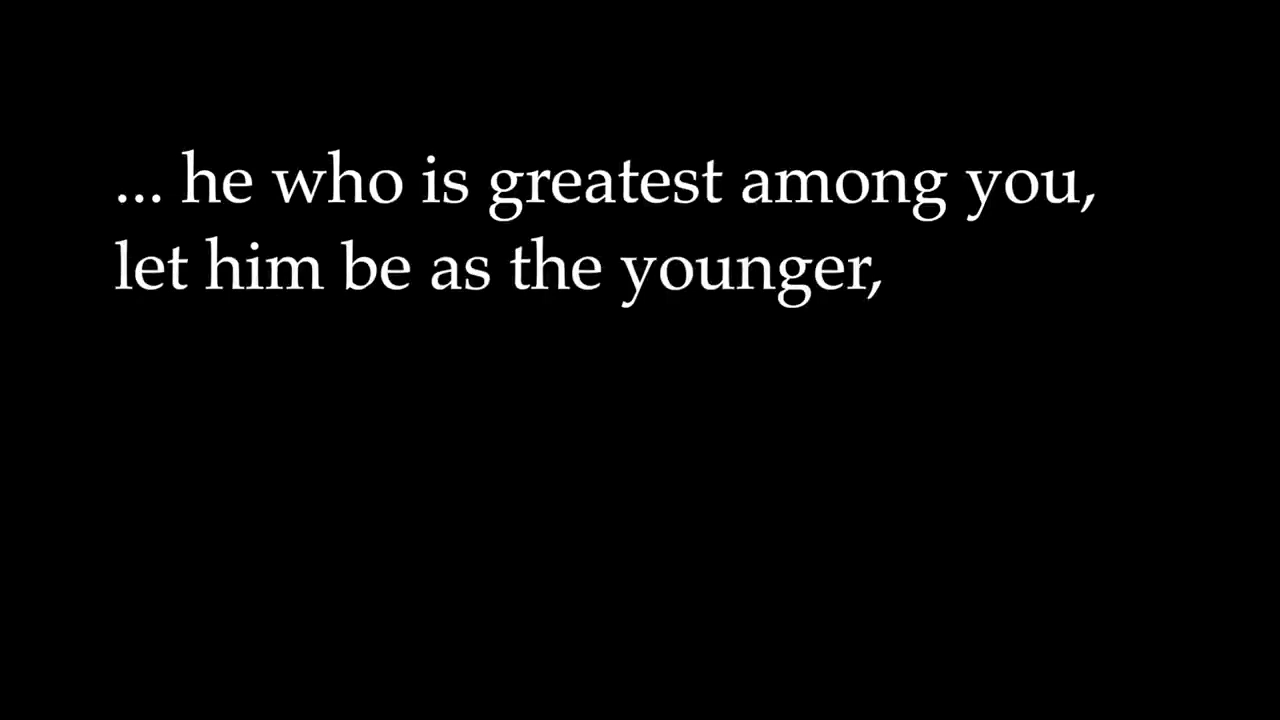 ... he who is greatest among you,
let him be as the younger,